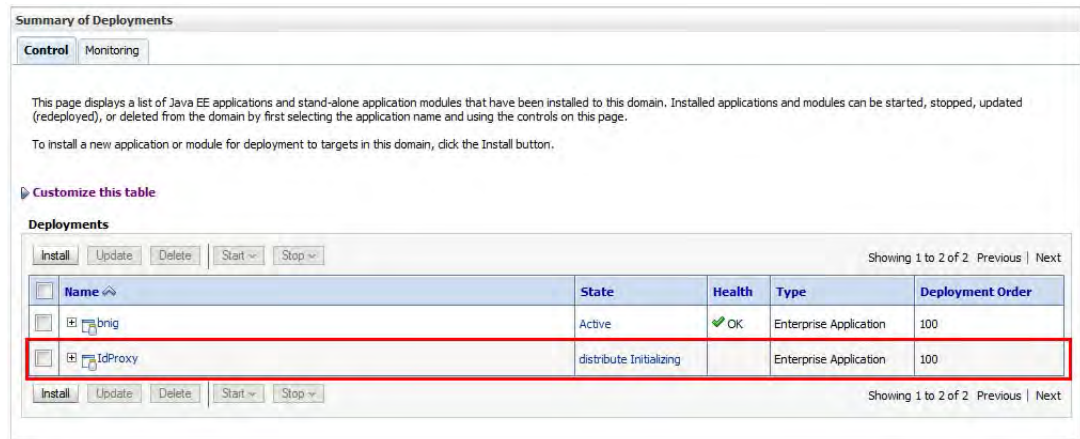 Summary of Deployments
Control Monitoring
This page displays a list of Java EE applications and stand-alone application modules that have been installed to this domain. Installed applications and modules can be started, stopped, updated
(redeployed), or deleted from the domain by first selecting the application name and using the controls on this page.
To install a new application or module for deployment to targets in this domain, click the Install button.
Customize this table
Deployments
Install Update Delete Start Stop Showing 1 to 2 of 2 Previous | Next
Name State Health Type Deployment Order
bnig Active OK Enterprise Application 100
IdProxy distribute Initializing Enterprise Application 100
Install Update Delete Start Stop Showing 1 to 2 of 2 Previous | Next